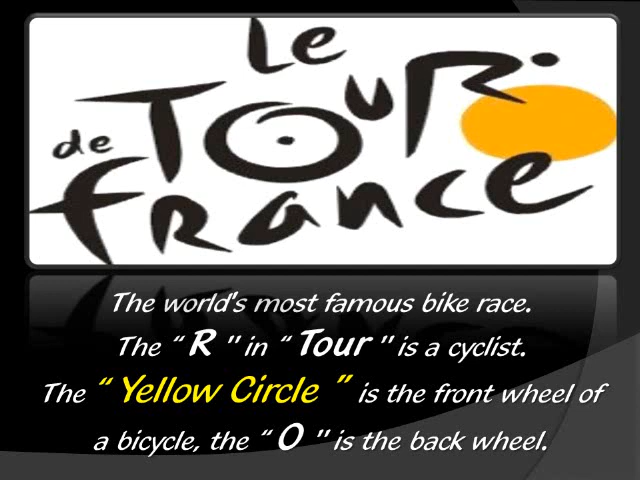 Le
Tour
de
france
The world's most famous bike race.
The “ R " in “ Tour " is a cyclist.
The “ Yellow Circle ” is the front wheel of
a bicycle, the “ O " is the back wheel.